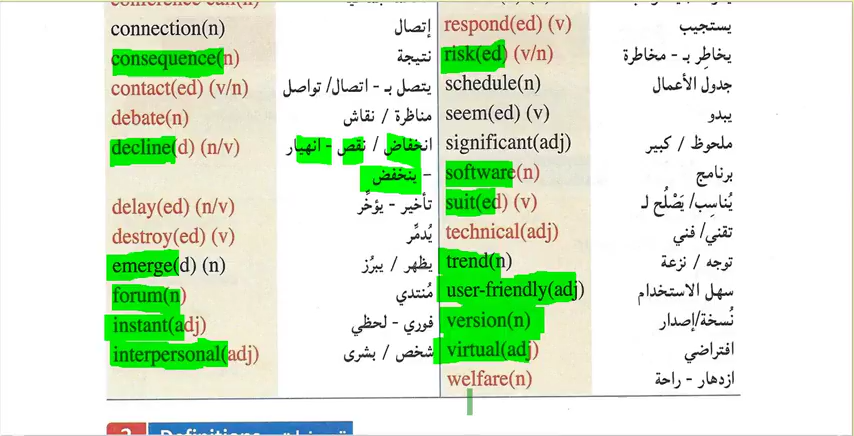 conference call(n)
connection(n) إتصال
consequence(n) نتيجة
contact(ed) (v/n) يتصل بـ - اتصال/ تواصل
debate(n) مناظرة / نقاش
decline(d) (n/v) انخفاض / نقص - انهيار
– ينخفض
delay(ed) (n/v) تأخير - يؤخِّر
destroy(ed) (v) يُدمِّر
emerge(d) (n) يظهر / يبرُز
forum(n) مُنتدي
instant(adj) فوري - لحظي
interpersonal(adj) شخص / بشرى
respond(ed) (v) يستجيب
risk(ed) (v/n) يخاطِر بـ - مخاطرة
schedule(n) جدول الأعمال
seem(ed) (v) يبدو
significant(adj) ملحوظ / كبير
software(n) برنامج
suit(ed) (v) يُناسِب/ يَصْلُح لـ
technical(adj) تقني/ فني
trend(n) توجه / نزعة
user-friendly(adj) سهل الاستخدام
version(n) نُسخة/إصدار
virtual(adj) افتراضي
welfare(n) ازدهار - راحة
2 Definitions